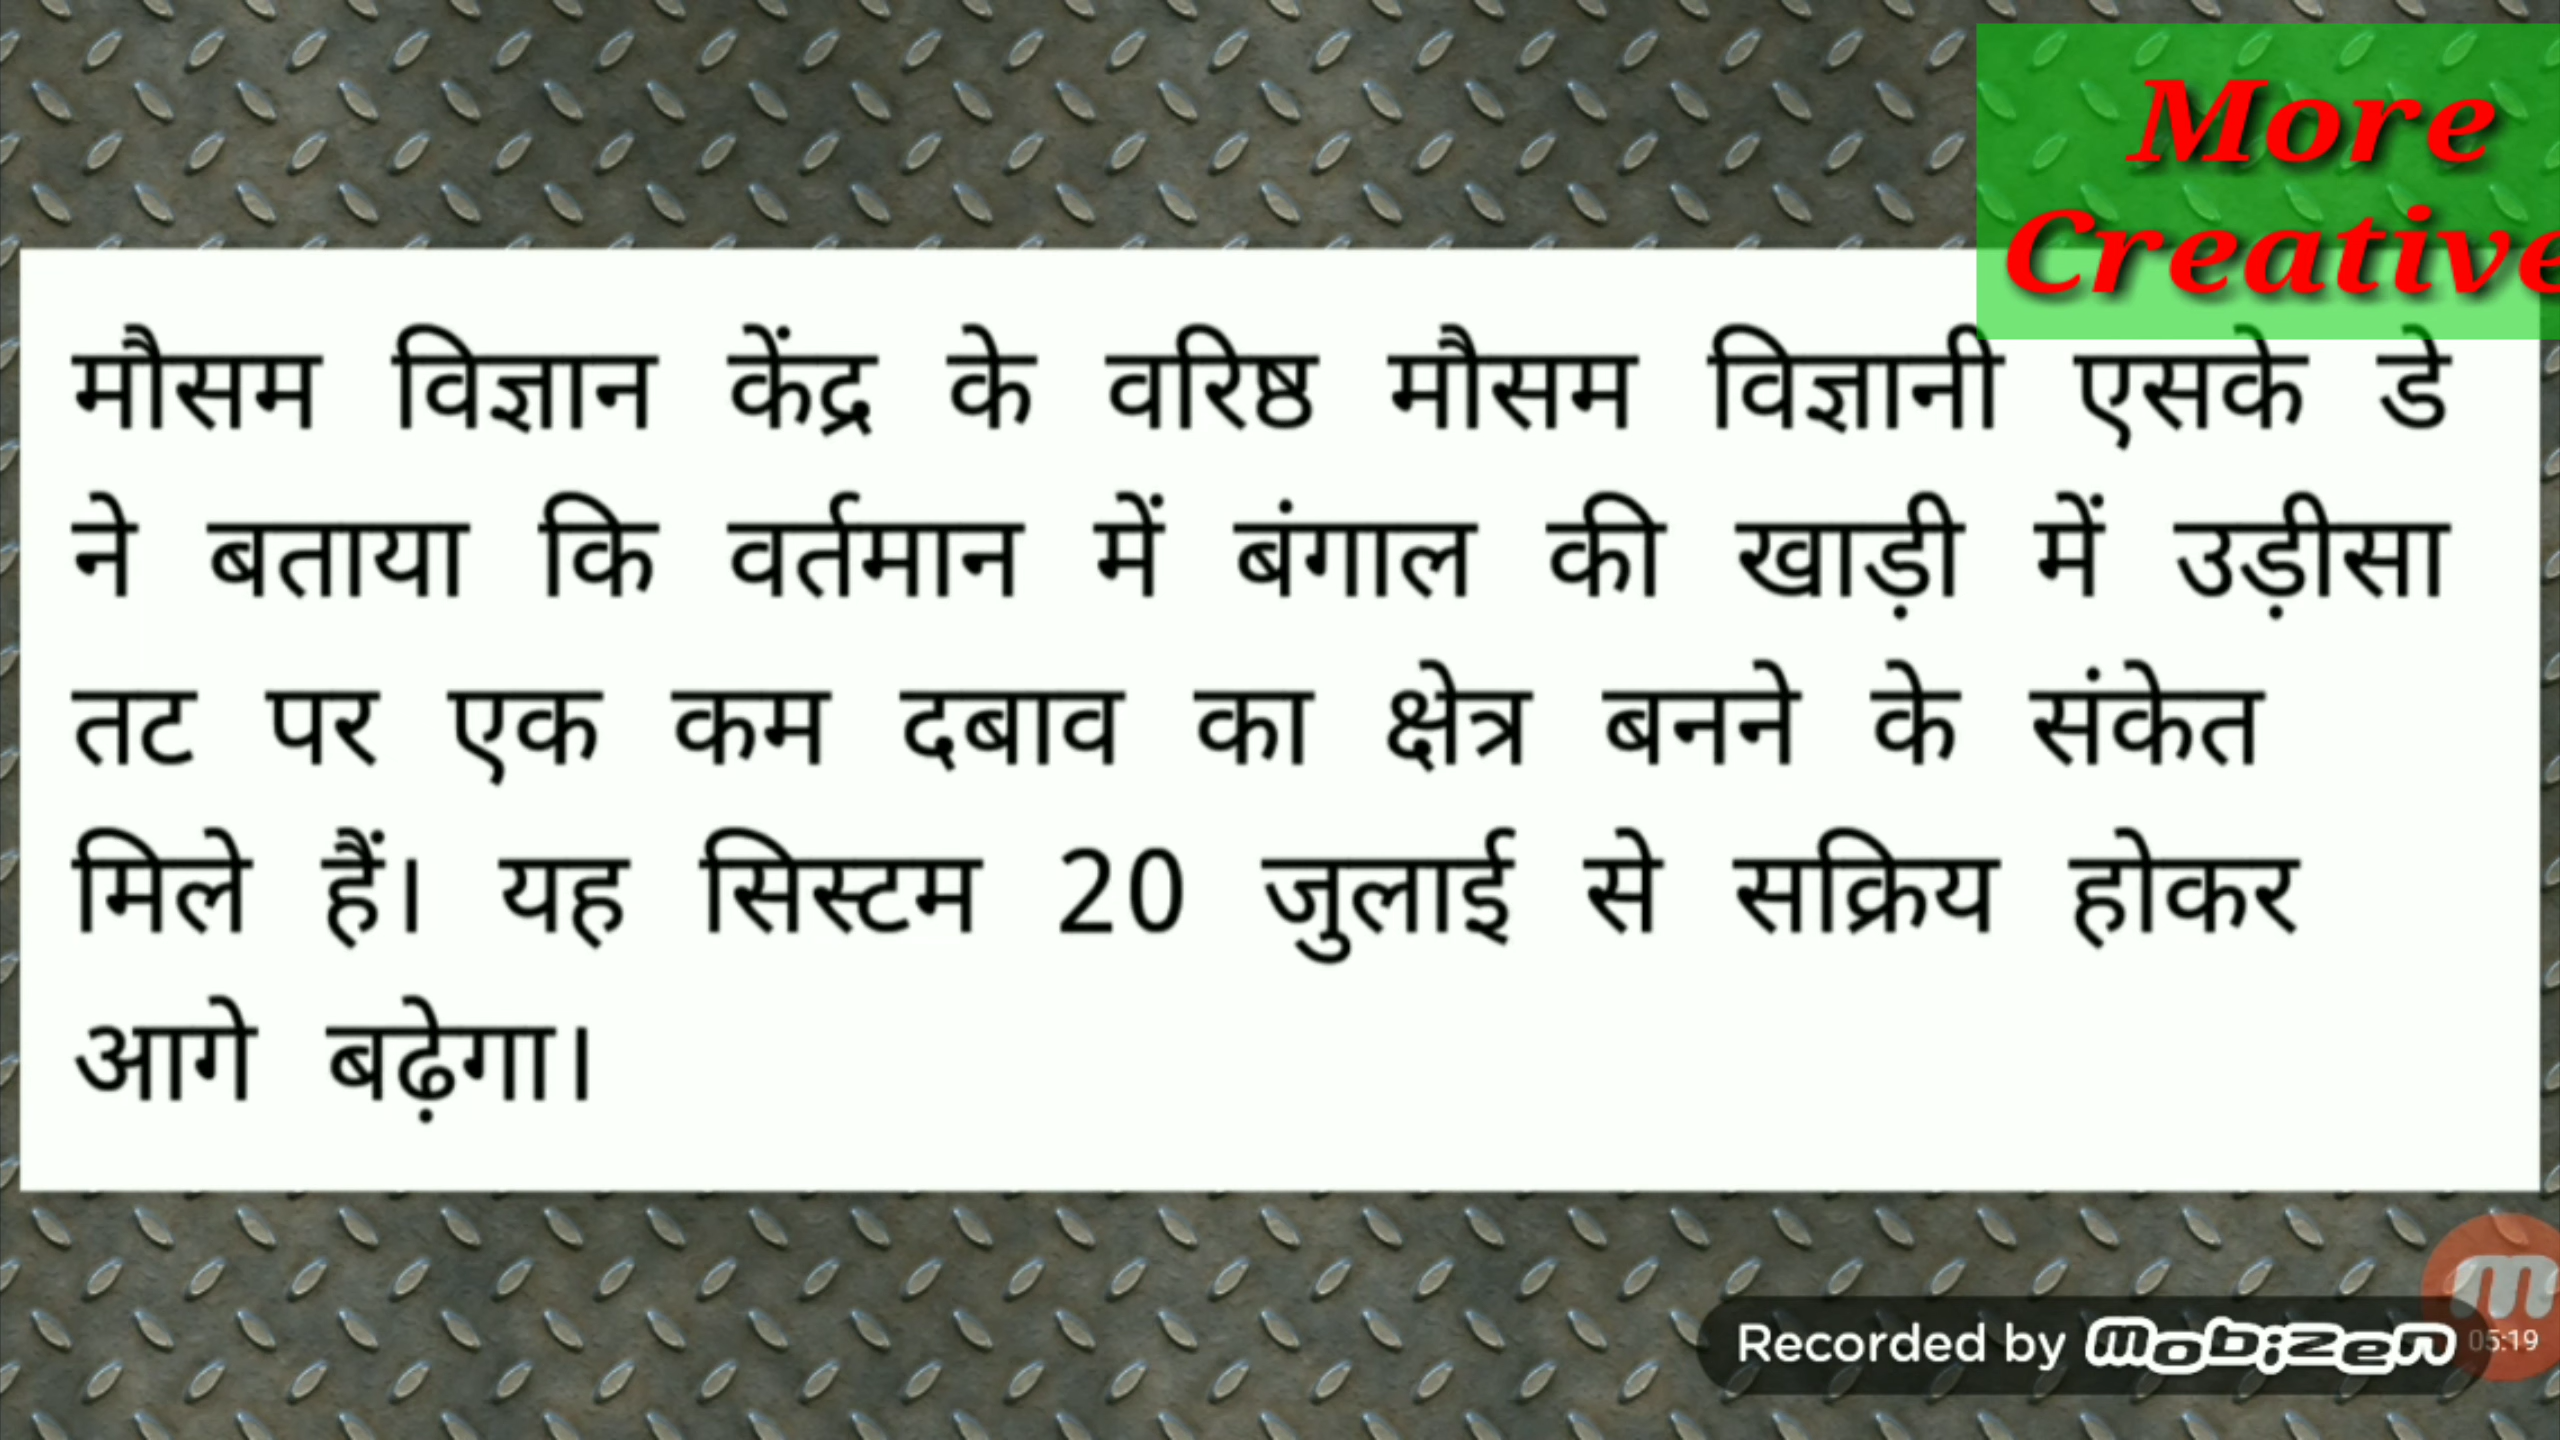 More
Creative
मौसम विज्ञान केंद्र के वरिष्ठ मौसम विज्ञानी एसके डे
ने बताया कि वर्तमान में बंगाल की खाड़ी में उड़ीसा
तट पर एक कम दबाव का क्षेत्र बनने के संकेत
मिले हैं। यह सिस्टम 20 जुलाई से सक्रिय होकर
आगे बढ़ेगा।
Recorded by mobizen
05:19